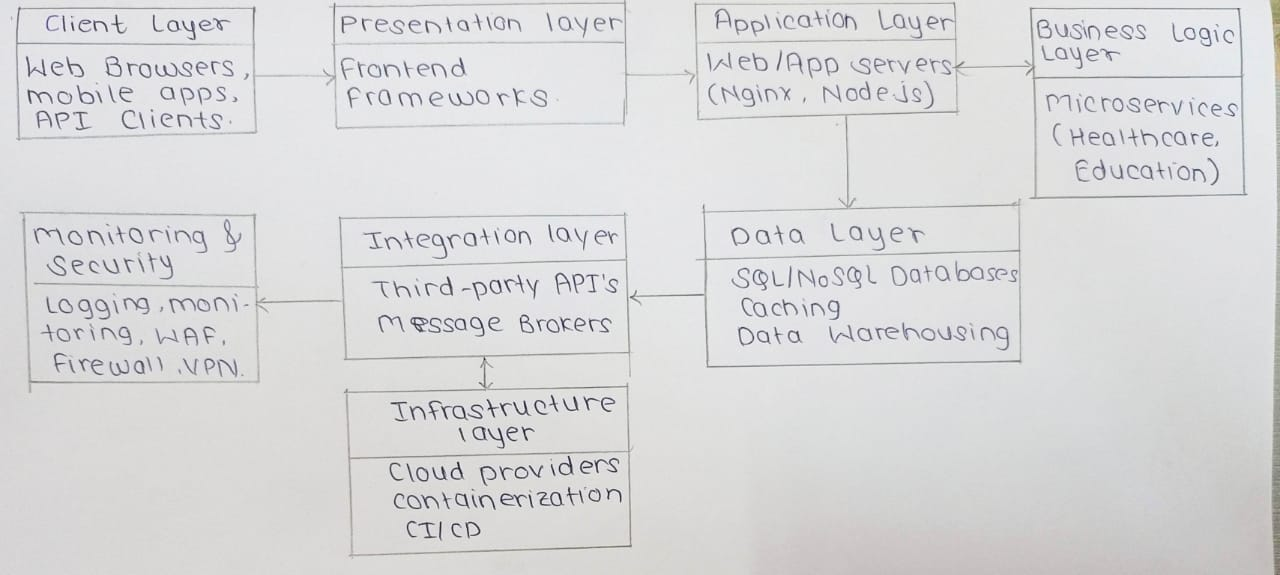 Client Layer
Web Browsers,
mobile apps,
API Clients.
Presentation layer
Frontend
Frameworks.
Application Layer
Web/App servers
(Nginx, Node.js)
Business Logic
Layer
Microservices
(Healthcare,
Education)
Monitoring &
Security
Logging, moni-
toring, WAF,
Firewall, VPN.
Integration layer
Third-party API's
Message Brokers
Data Layer
SQL/NoSQL Databases
Caching
Data Warehousing
Infrastructure
layer
Cloud providers
containerization
CI/CD